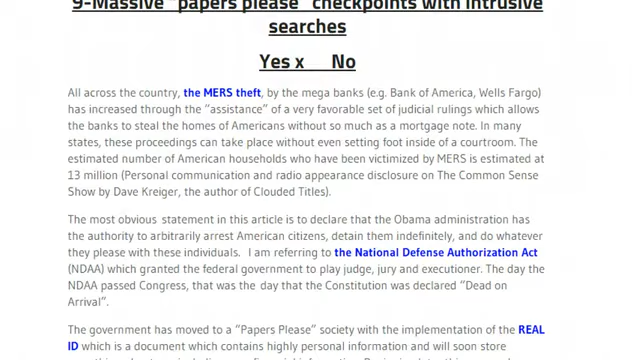 9-Massive "papers please" checkpoints with intrusive
searches
Yes x     No
All across the country, the MERS theft, by the mega banks (e.g. Bank of America, Wells Fargo)
has increased through the “assistance” of a very favorable set of judicial rulings which allows
the banks to steal the homes of Americans without so much as a mortgage note. In many
states, these proceedings can take place without even setting foot inside of a courtroom. The
estimated number of American households who have been victimized by MERS is estimated at
13 million (Personal communication and radio appearance disclosure on The Common Sense
Show by Dave Kreiger, the author of Clouded Titles).
The most obvious statement in this article is to declare that the Obama administration has
the authority to arbitrarily arrest American citizens, detain them indefinitely, and do whatever
they please with these individuals. I am referring to the National Defense Authorization Act
(NDAA) which granted the federal government to play judge, jury and executioner. The day the
NDAA passed Congress, that was the day that the Constitution was declared “Dead on
Arrival”.
The government has moved to a “Papers Please” society with the implementation of the REAL
ID which is a document which contains highly personal information and will soon store